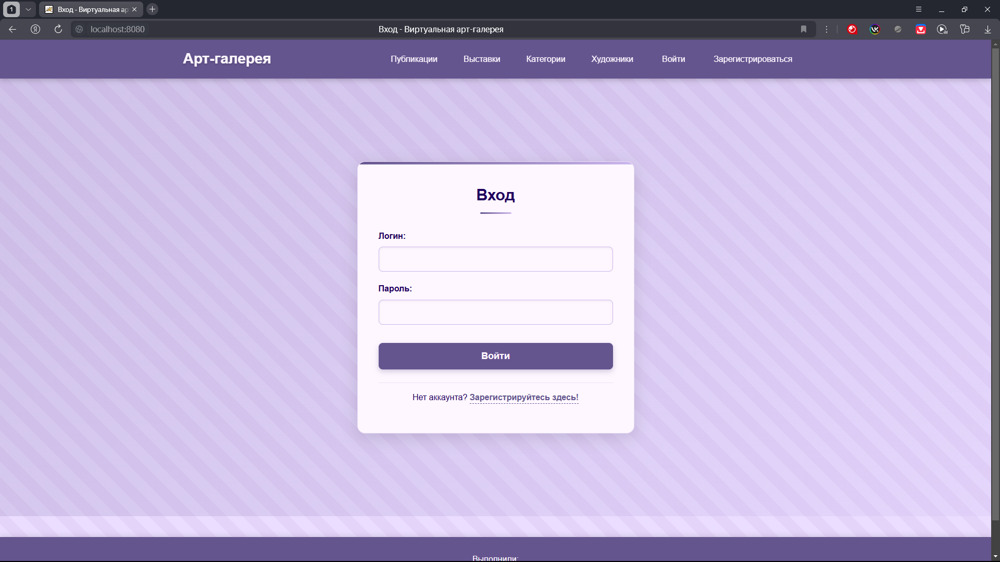 1
Вход - Виртуальная ар
localhost:8080
Вход - Виртуальная арт-галерея
Арт-галерея
Публикации
Выставки
Категории
Художники
Войти
Зарегистрироваться
Вход
Логин:
Пароль:
Войти
Нет аккаунта? Зарегистрируйтесь здесь!
Выполнили: